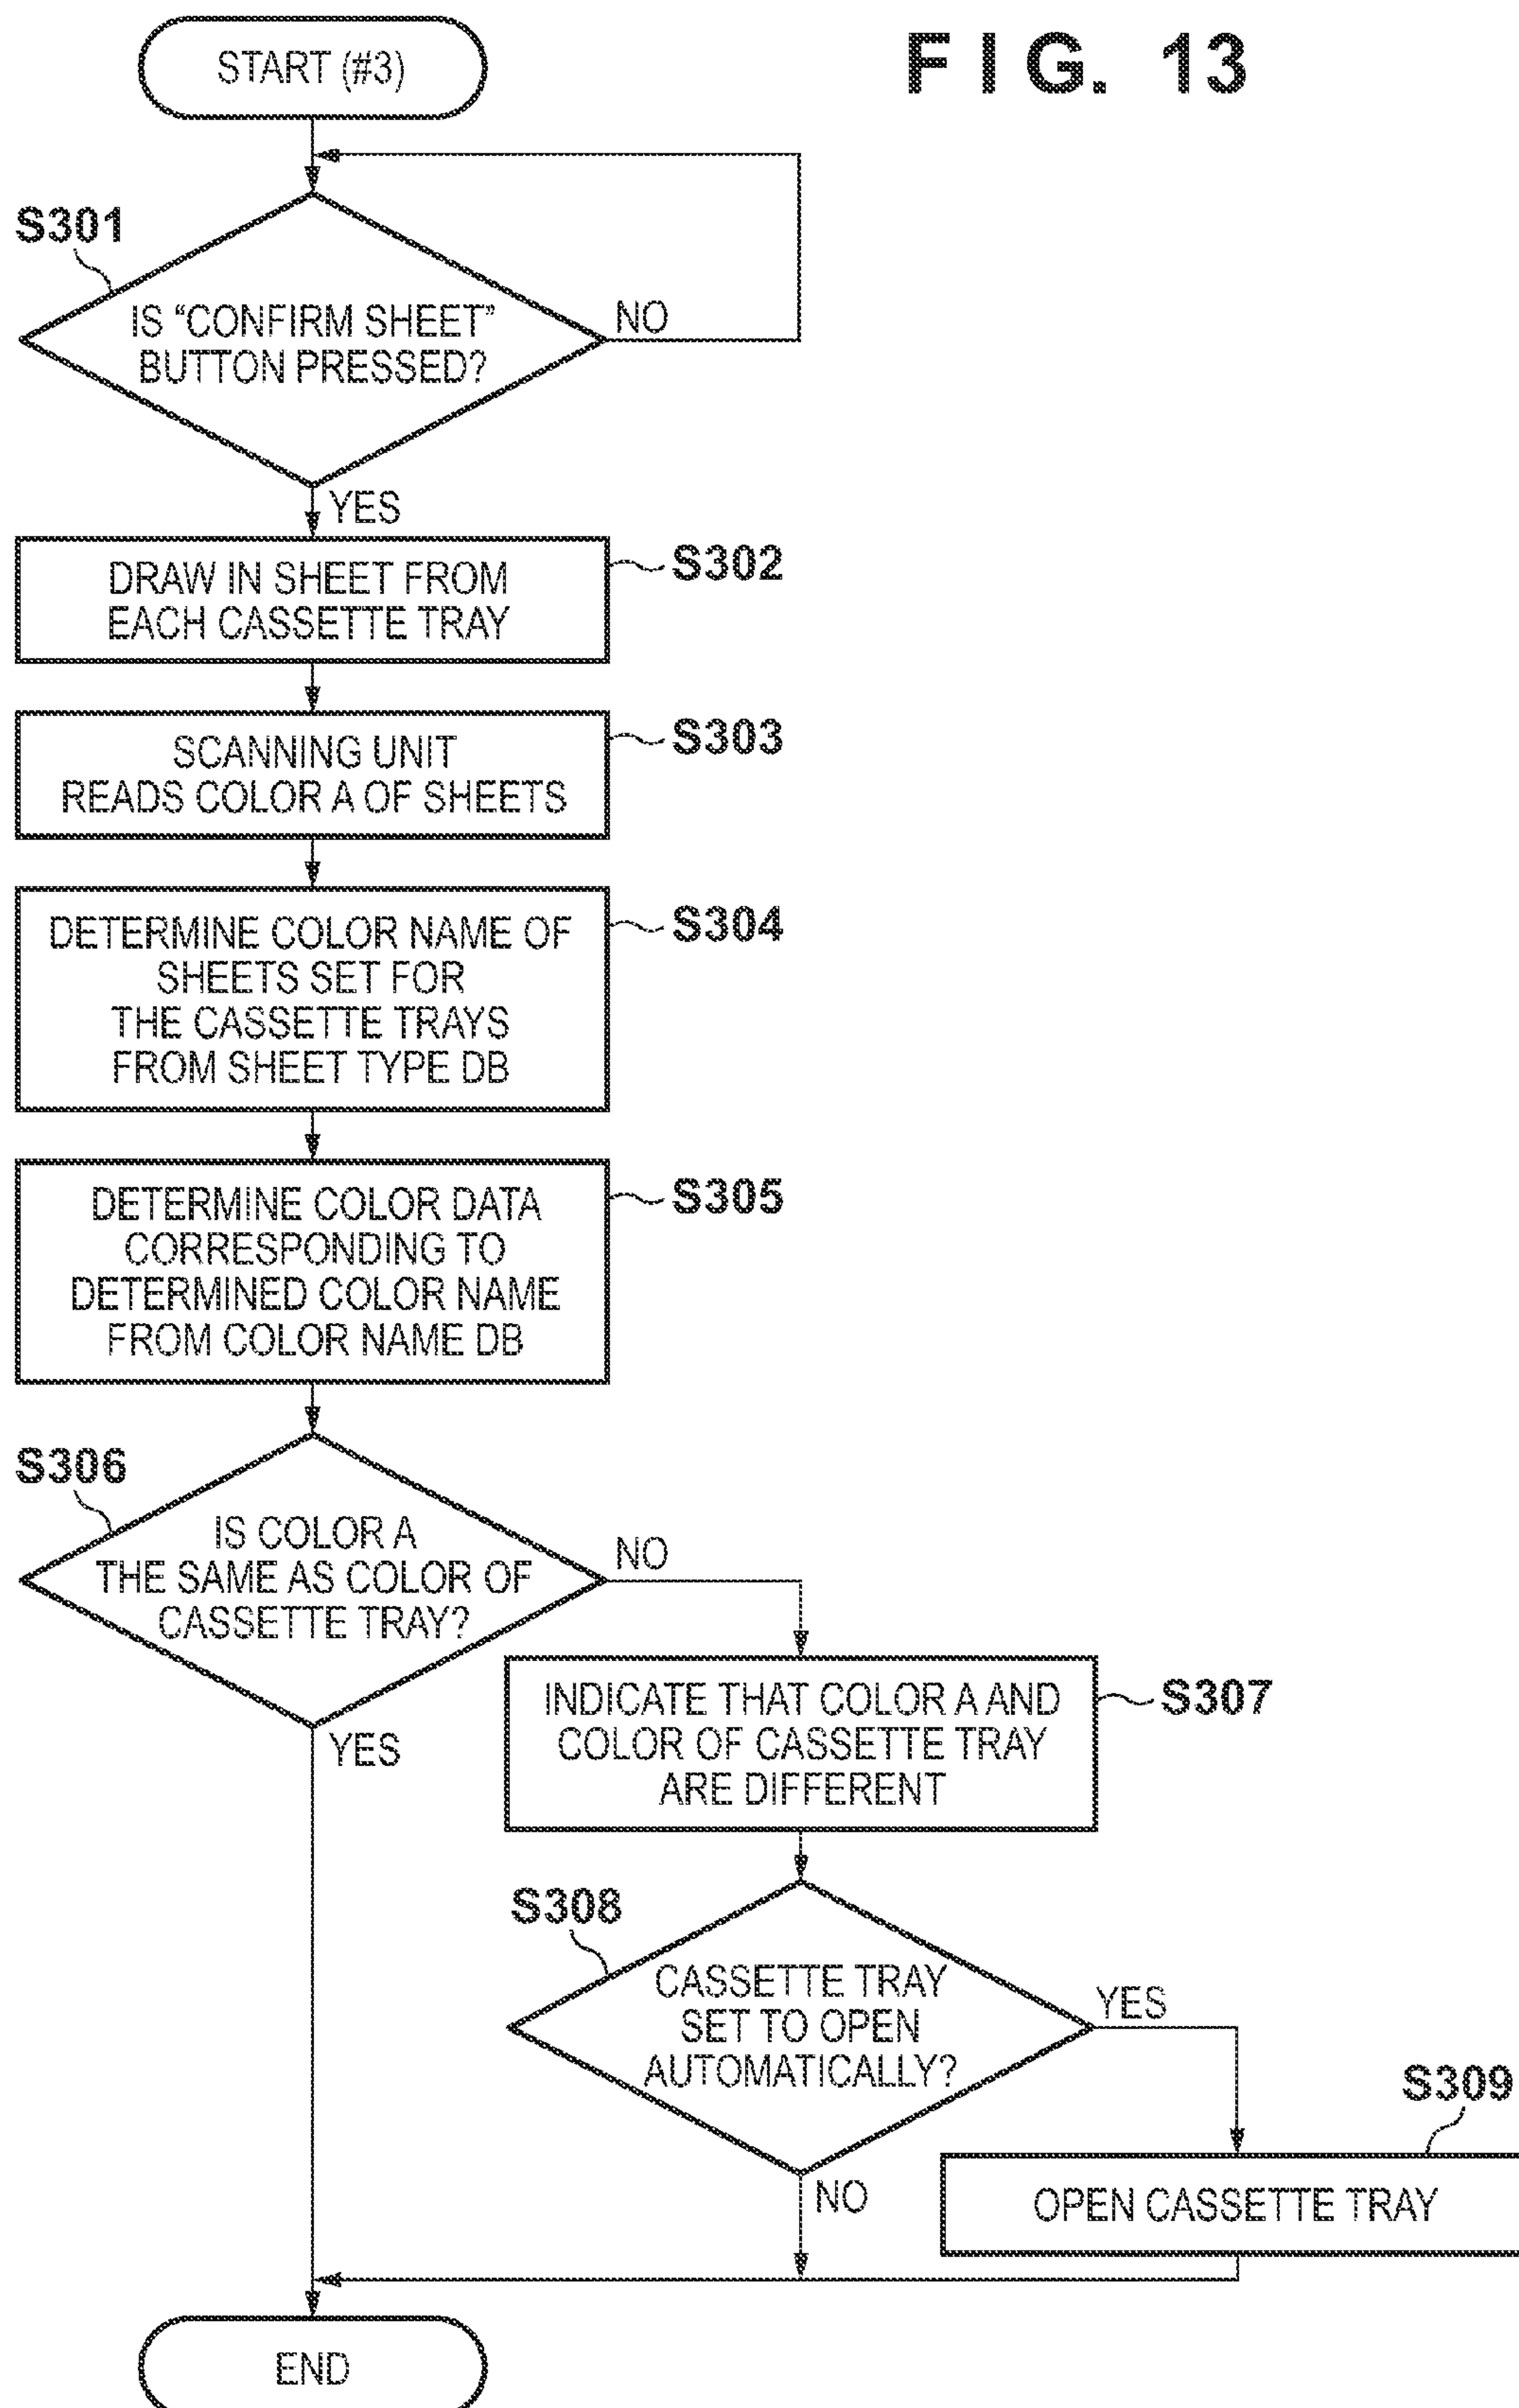 FIG. 13
START (#3)
S301
IS “CONFIRM SHEET”
BUTTON PRESSED?
NO
YES
DRAW IN SHEET FROM
EACH CASSETTE TRAY
S302
SCANNING UNIT
READS COLOR A OF SHEETS
S303
DETERMINE COLOR NAME OF
SHEETS SET FOR
THE CASSETTE TRAYS
FROM SHEET TYPE DB
S304
DETERMINE COLOR DATA
CORRESPONDING TO
DETERMINED COLOR NAME
FROM COLOR NAME DB
S305
S306
IS COLOR A
THE SAME AS COLOR OF
CASSETTE TRAY?
NO
YES
INDICATE THAT COLOR A AND
COLOR OF CASSETTE TRAY
ARE DIFFERENT
S307
S308
CASSETTE TRAY
SET TO OPEN
AUTOMATICALLY?
YES
NO
S309
OPEN CASSETTE TRAY
END